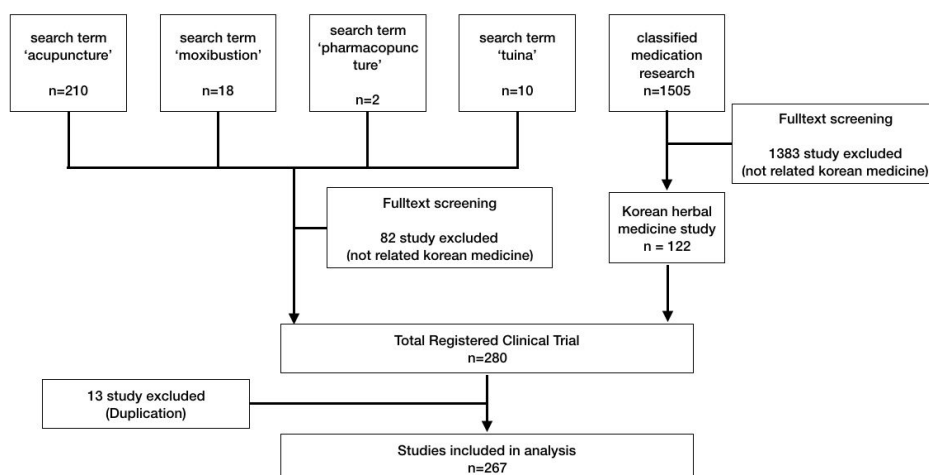 search term
‘acupuncture’
n=210
search term
‘moxibustion’
n=18
search term
‘pharmacopunc
ture’
n=2
search term
‘tuina’
n=10
classified
medication
research
n=1505
Fulltext screening
1383 study excluded
(not related korean medicine)
Fulltext screening
82 study excluded
(not related korean medicine)
Korean herbal
medicine study
n = 122
Total Registered Clinical Trial
n=280
13 study excluded
(Duplication)
Studies included in analysis
n=267